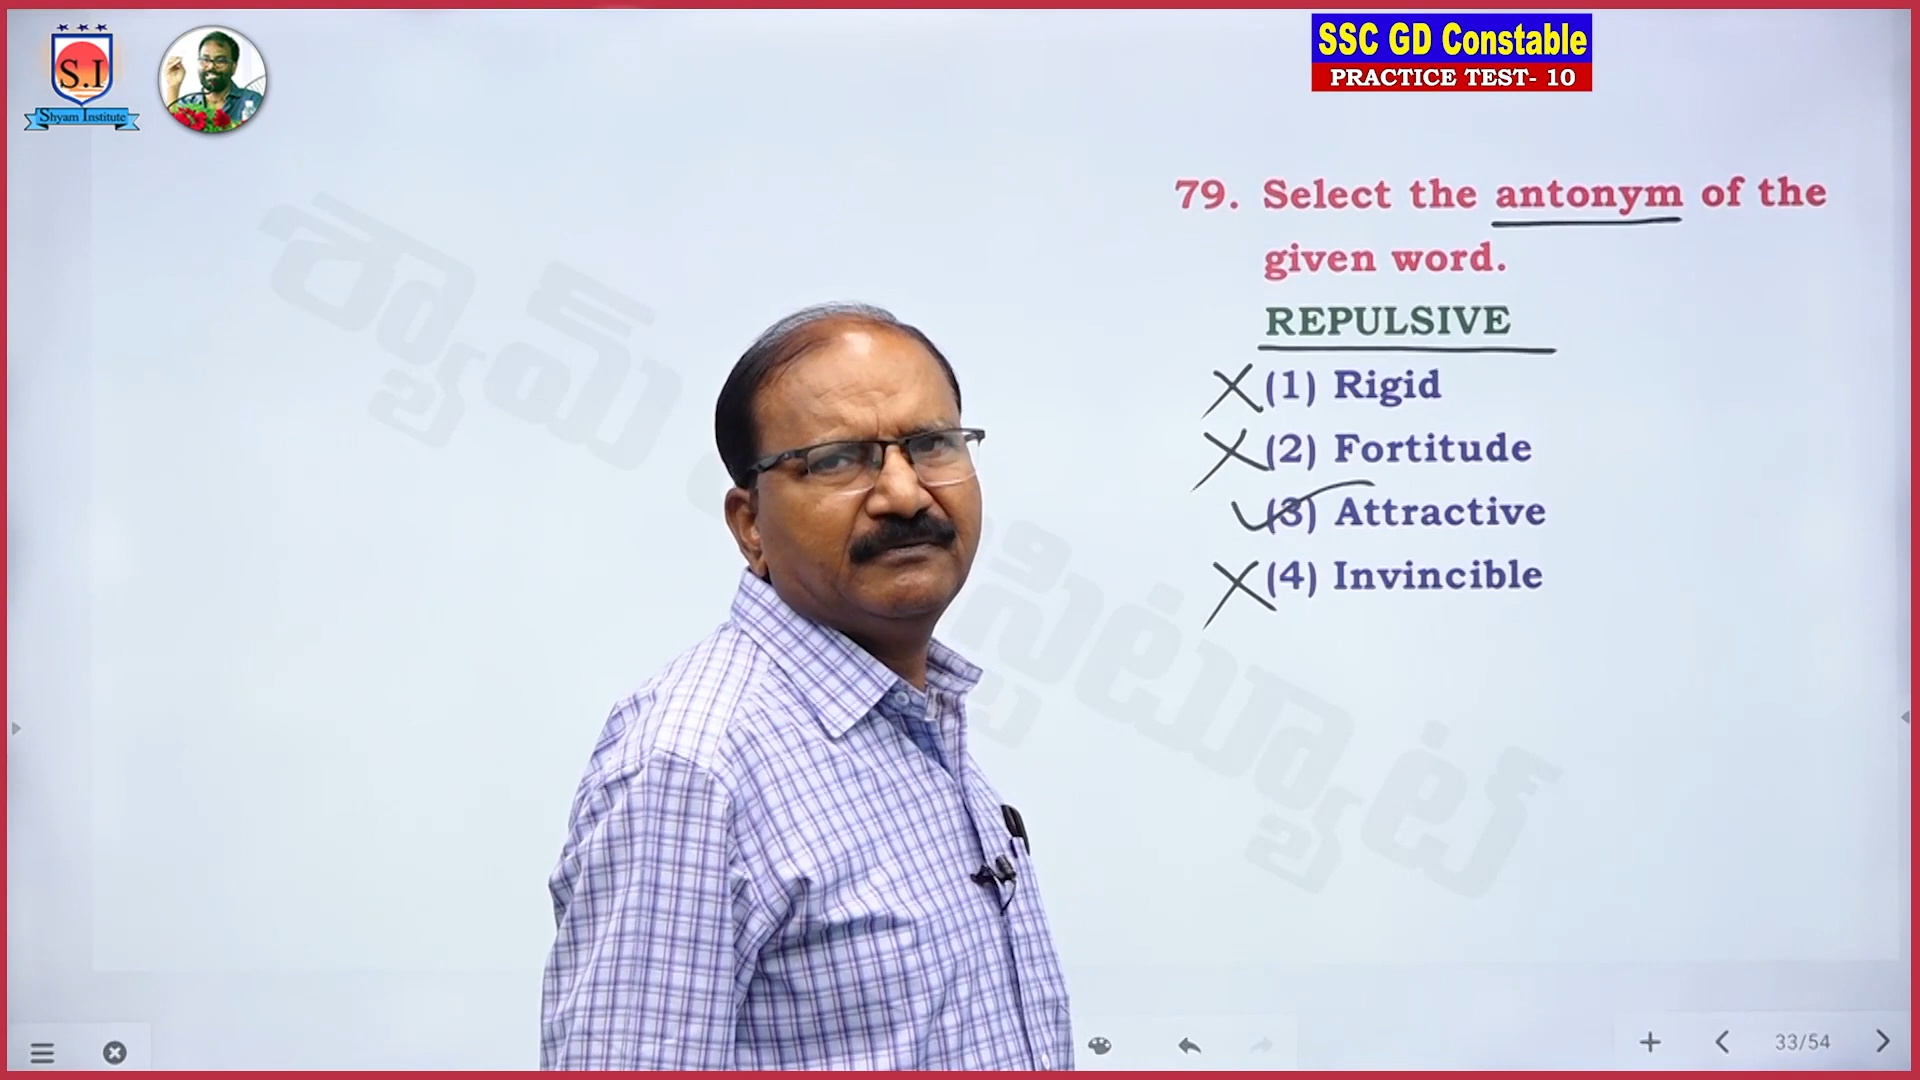 S.I
Shyam Institute
SSC GD Constable
PRACTICE TEST- 10
శ్యామ్ ఇన్స్టిట్యూట్
79. Select the antonym of the
given word.
REPULSIVE
(1) Rigid
(2) Fortitude
(3) Attractive
(4) Invincible
33/54